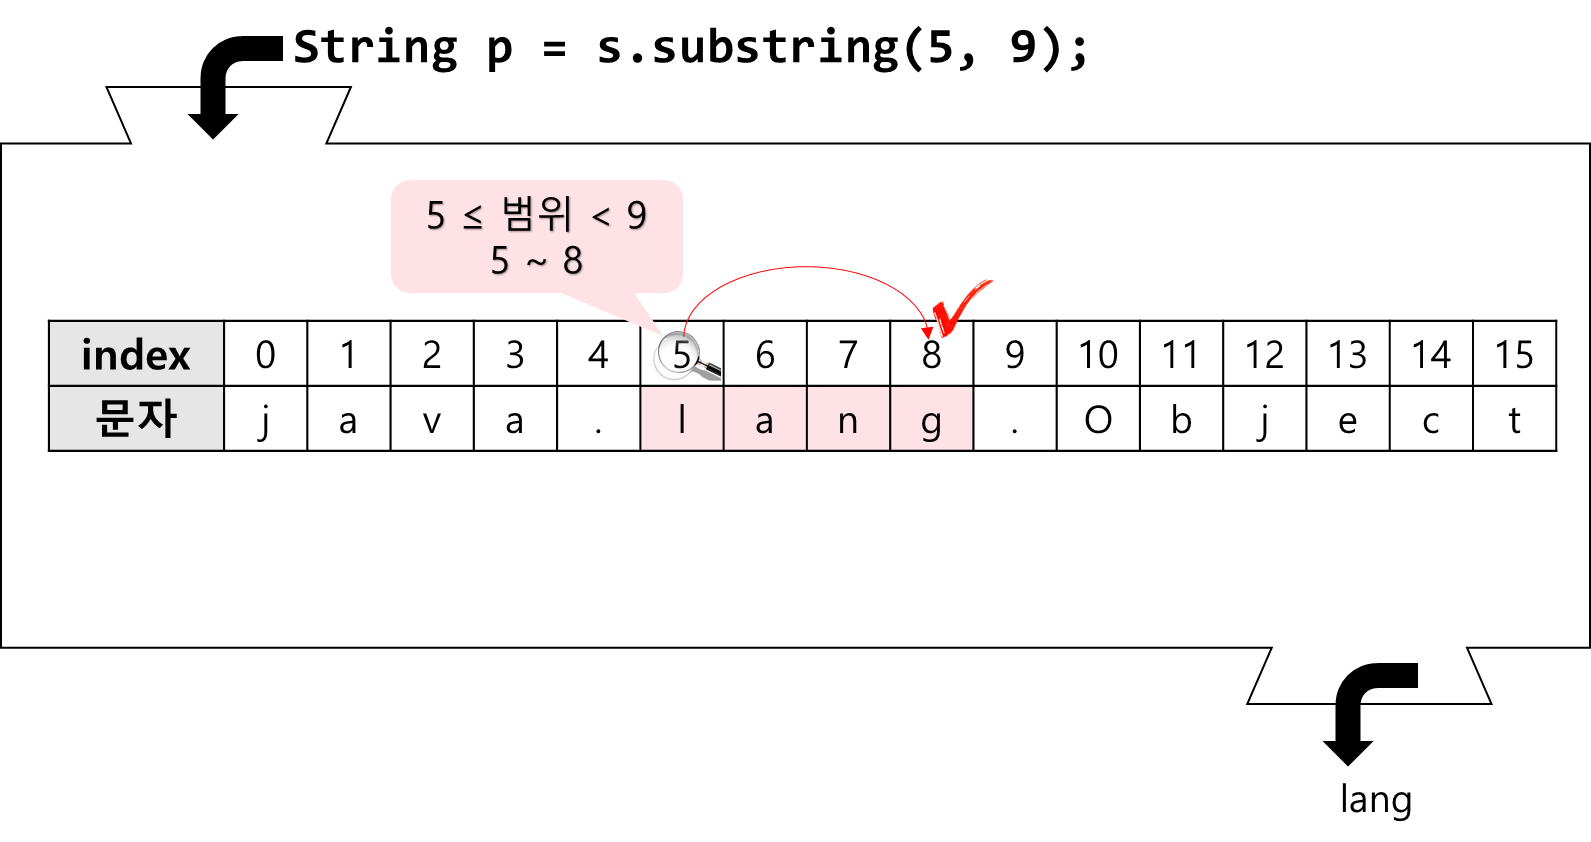 String p = s.substring(5, 9);
5 ≤ 범위 < 9
5 ~ 8
index 0 1 2 3 4 5 6 7 8 9 10 11 12 13 14 15
문자 j a v a . l a n g . O b j e c t
lang